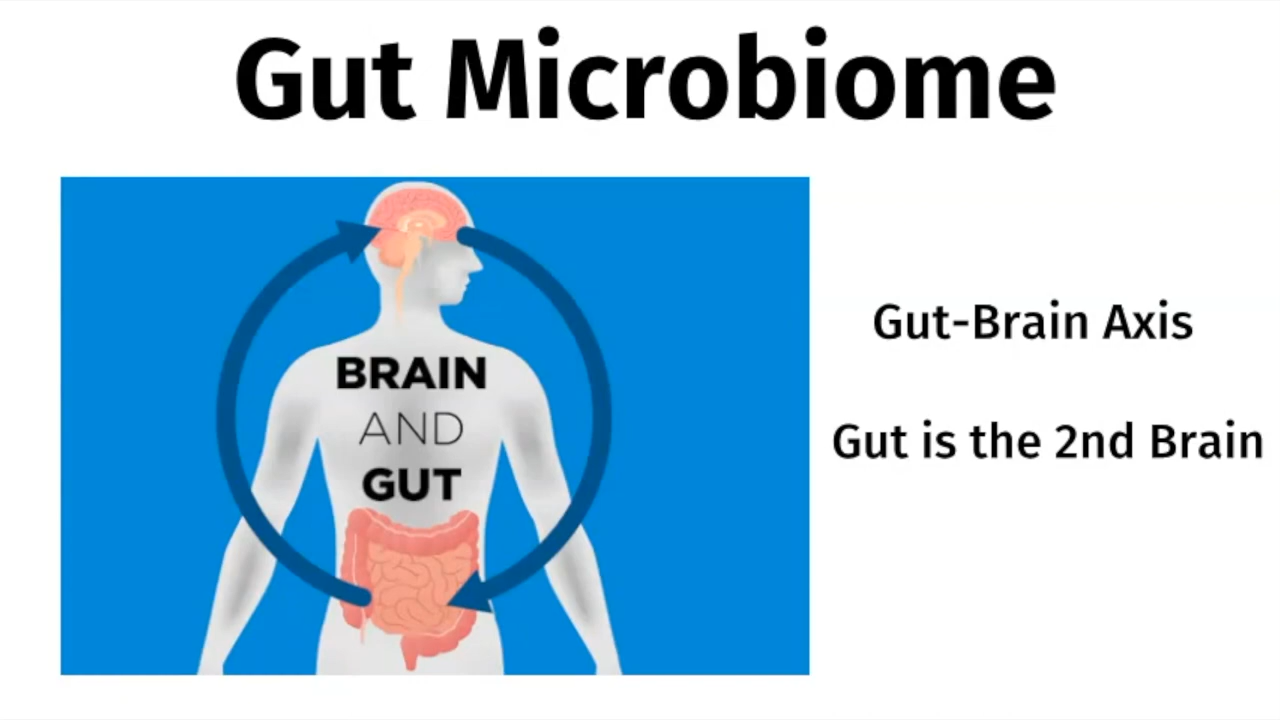 Gut Microbiome
BRAIN
AND
GUT
Gut-Brain Axis
Gut is the 2nd Brain